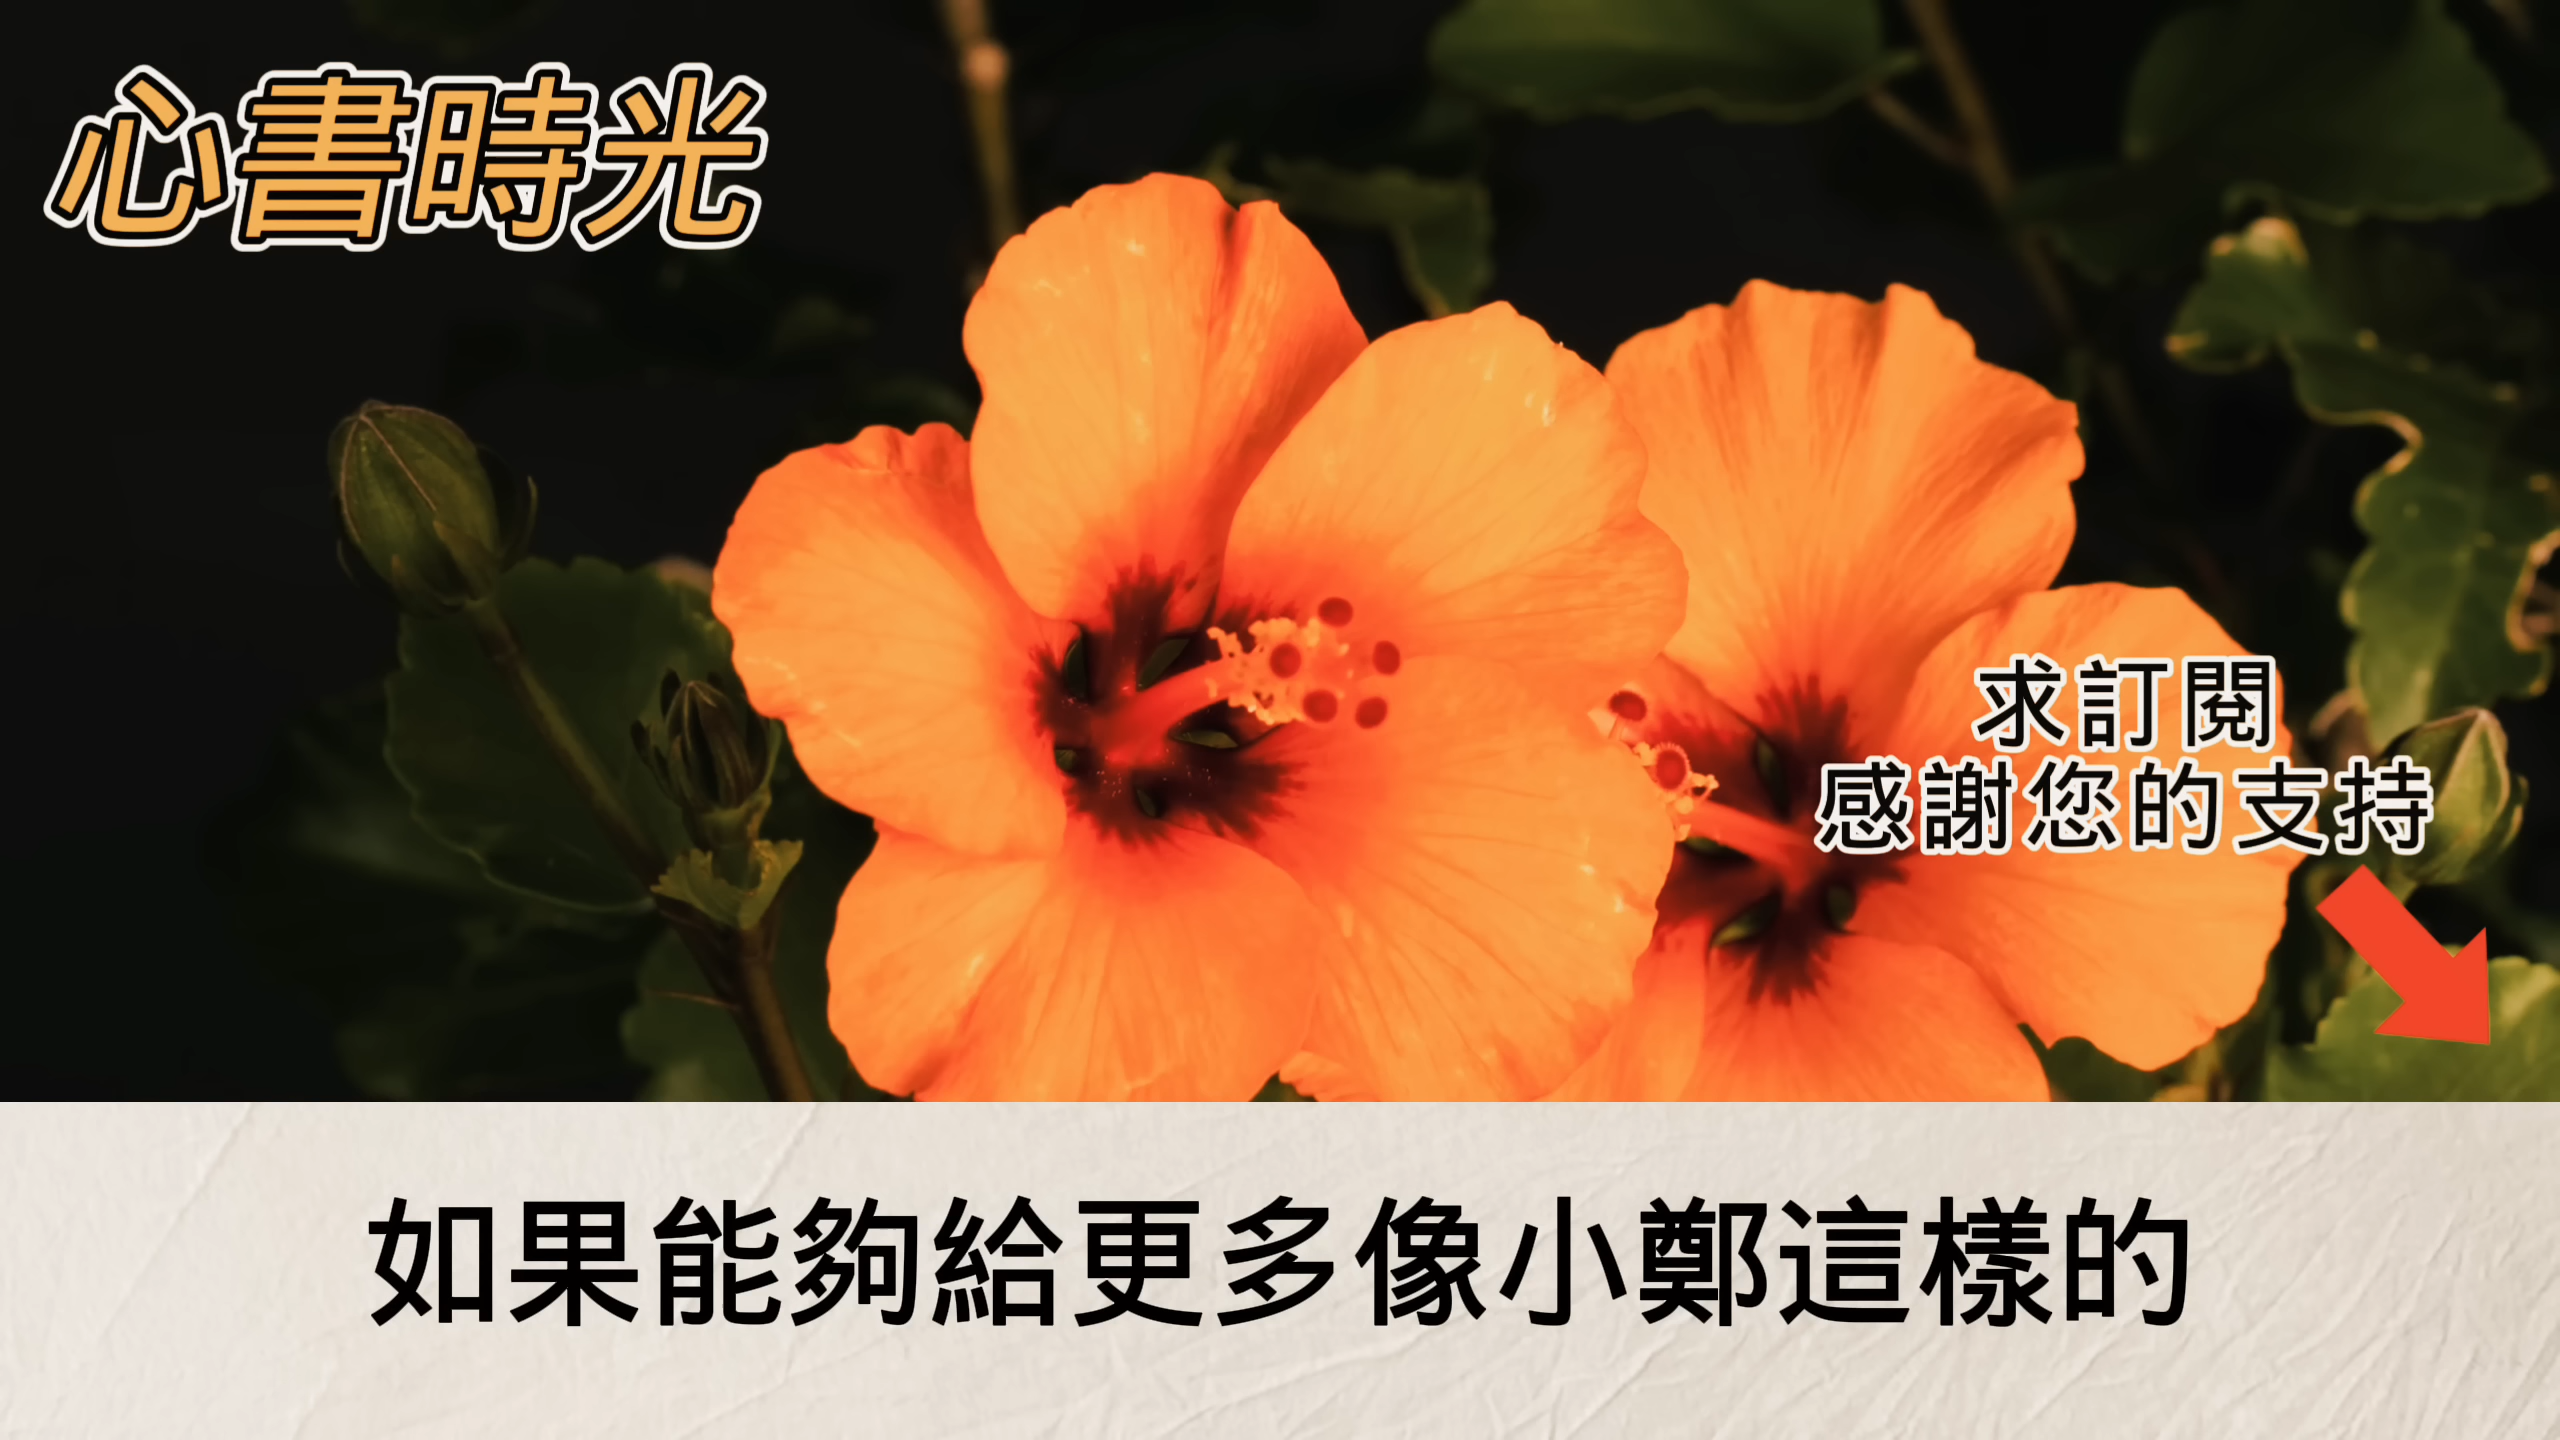 心書時光
求訂閱
感謝您的支持
如果能夠給更多像小鄭這樣的